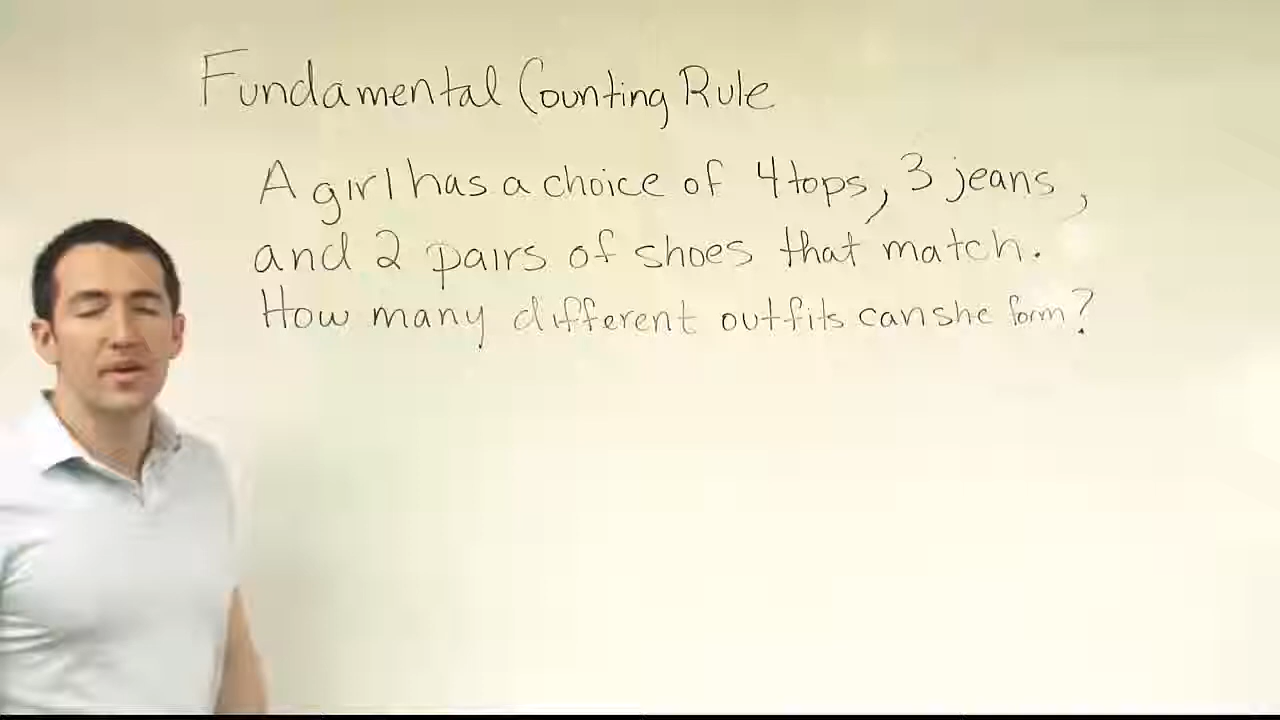 Fundamental Counting Rule
A girl has a choice of 4 tops, 3 jeans,
and 2 pairs of shoes that match.
How many different outfits can she form?